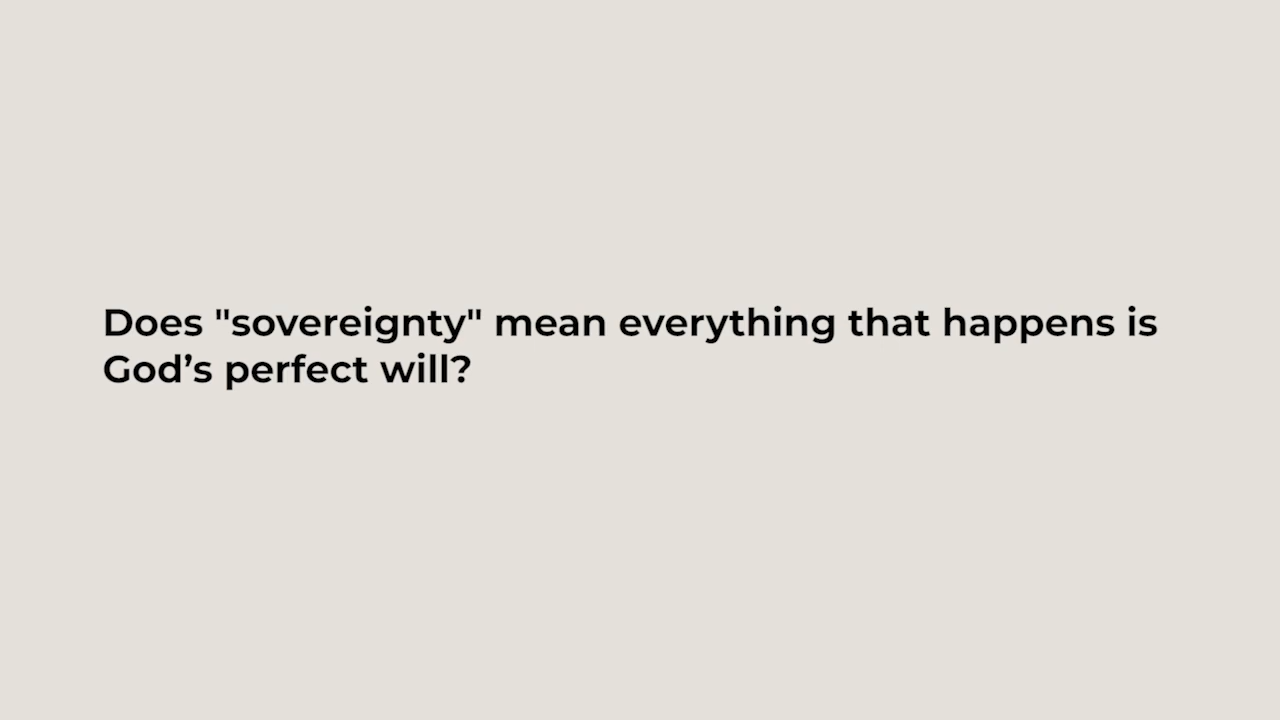 Does "sovereignty" mean everything that happens is
God’s perfect will?